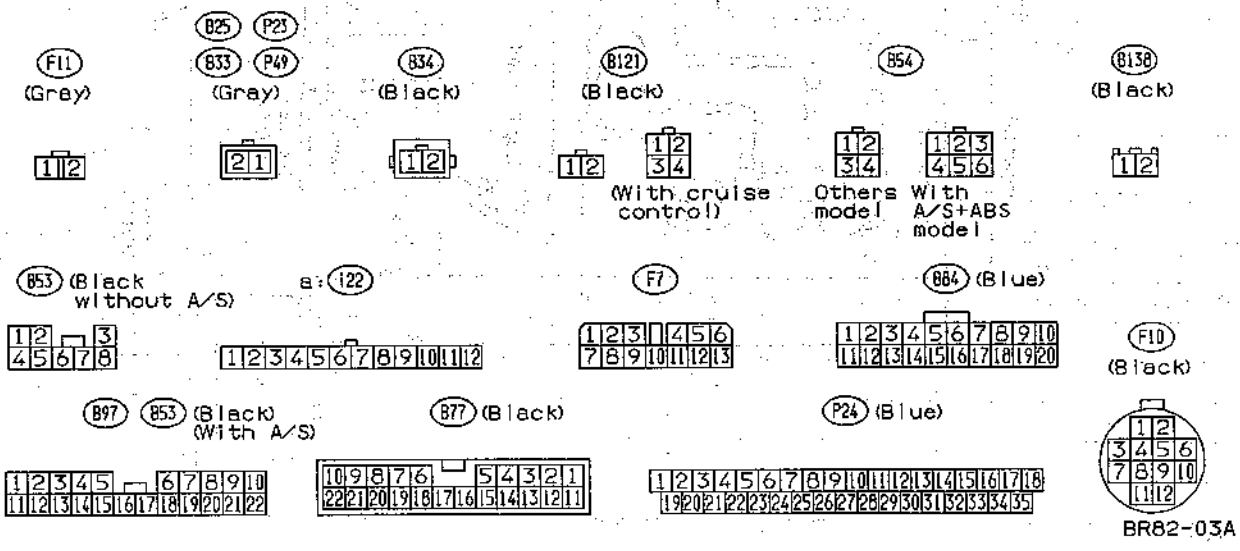 B25 P23
F11 B33 P49 B34 B121 B54 B138
(Gray) (Gray) (Black) (Black) (Black)
1 2
2 1
1 2
1 2
1 2
3 4
1 2
3 4
1 2 3
4 5 6
1 2
(With cruise control)
Others model
With A/S+ABS model
B53 (Black without A/S)
a: i22
F7
B84 (Blue)
F10
(Black)
1 2 3
4 5 6 7 8
1 2 3 4 5 6 7 8 9 10 11 12
1 2 3 4 5 6
7 8 9 10 11 12 13
1 2 3 4 5 6 7 8 9 10
11 12 13 14 15 16 17 18 19 20
B97 B53 (Black) (With A/S)
B77 (Black)
P24 (Blue)
1 2 3 4 5 6 7 8 9 10
11 12 13 14 15 16 17 18 19 20 21 22
10 9 8 7 6 5 4 3 2 1
22 21 20 19 18 17 16 15 14 13 12 11
1 2 3 4 5 6 7 8 9 10 11 12 13 14 15 16 17 18
19 20 21 22 23 24 25 26 27 28 29 30 31 32 33 34 35
1 2
3 4 5 6
7 8 9 10
11 12
BR82-03A